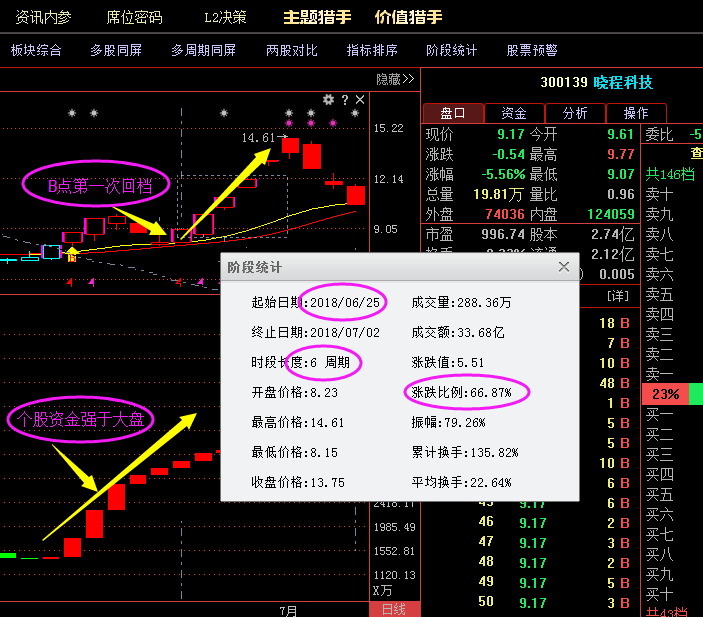 资讯内参 席位密码 L2决策 主题猎手 价值猎手
板块综合 多股同屏 多周期同屏 两股对比 指标排序 阶段统计 股票预警
隐藏>>
300139 晓程科技
? ×
盘口 资金 分析 操作
15.22
12.14
9.05
14.61
B点第一次回档
现价 9.17 今开 9.61 委比 -5
涨跌 -0.54 最高 9.77 查
涨幅 -5.56% 最低 9.07 共146档
总量 19.81万 量比 0.96 卖十
外盘 74036 内盘 124059 卖九
市盈 996.74 股本 2.74亿 卖八
2.12亿 卖七
0.005 卖六
[详] 卖五
阶段统计 ×
起始日期:2018/06/25 成交量:288.36万
终止日期:2018/07/02 成交额:33.68亿
时段长度:6 周期 涨跌值:5.51
开盘价格:8.23 涨跌比例:66.87%
最高价格:14.61 振幅:79.26%
最低价格:8.15 累计换手:135.82%
收盘价格:13.75 平均换手:22.64%
个股资金强于大盘
18 B 卖四
7 B 卖三
10 B 卖二
48 B 卖一
23%
1 B 买一
5 B 买二
5 B 买三
10 B 买四
6 B 买五
9.17 6 B 买六
46 9.17 2 B 买七
47 9.17 3 B 买八
48 9.17 2 B 买九
49 9.17 5 B 买十
50 9.17 3 B 共43档
1985.49
1552.81
1120.13
X万
7月
日线